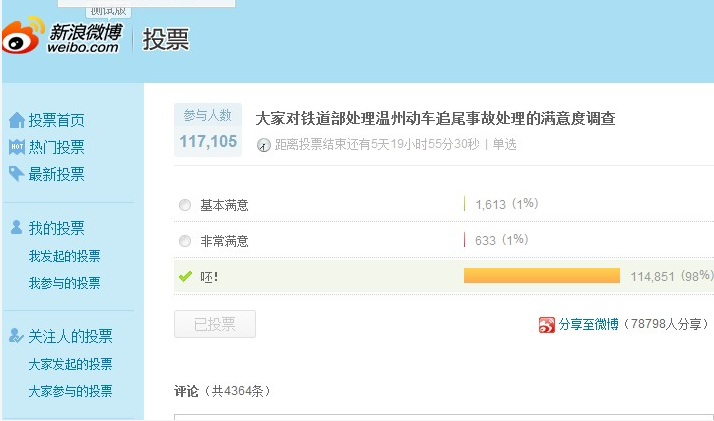 测试版
新浪微博
weibo.com
投票
投票首页
HOT 热门投票
最新投票
我的投票
我发起的投票
我参与的投票
关注人的投票
大家发起的投票
大家参与的投票
参与人数
117,105
大家对铁道部处理温州动车追尾事故处理的满意度调查
距离投票结束还有5天19小时55分30秒 | 单选
基本满意 1,613 (1%)
非常满意 633 (1%)
呸! 114,851 (98%)
已投票
分享至微博(78798人分享)
评论(共4364条)